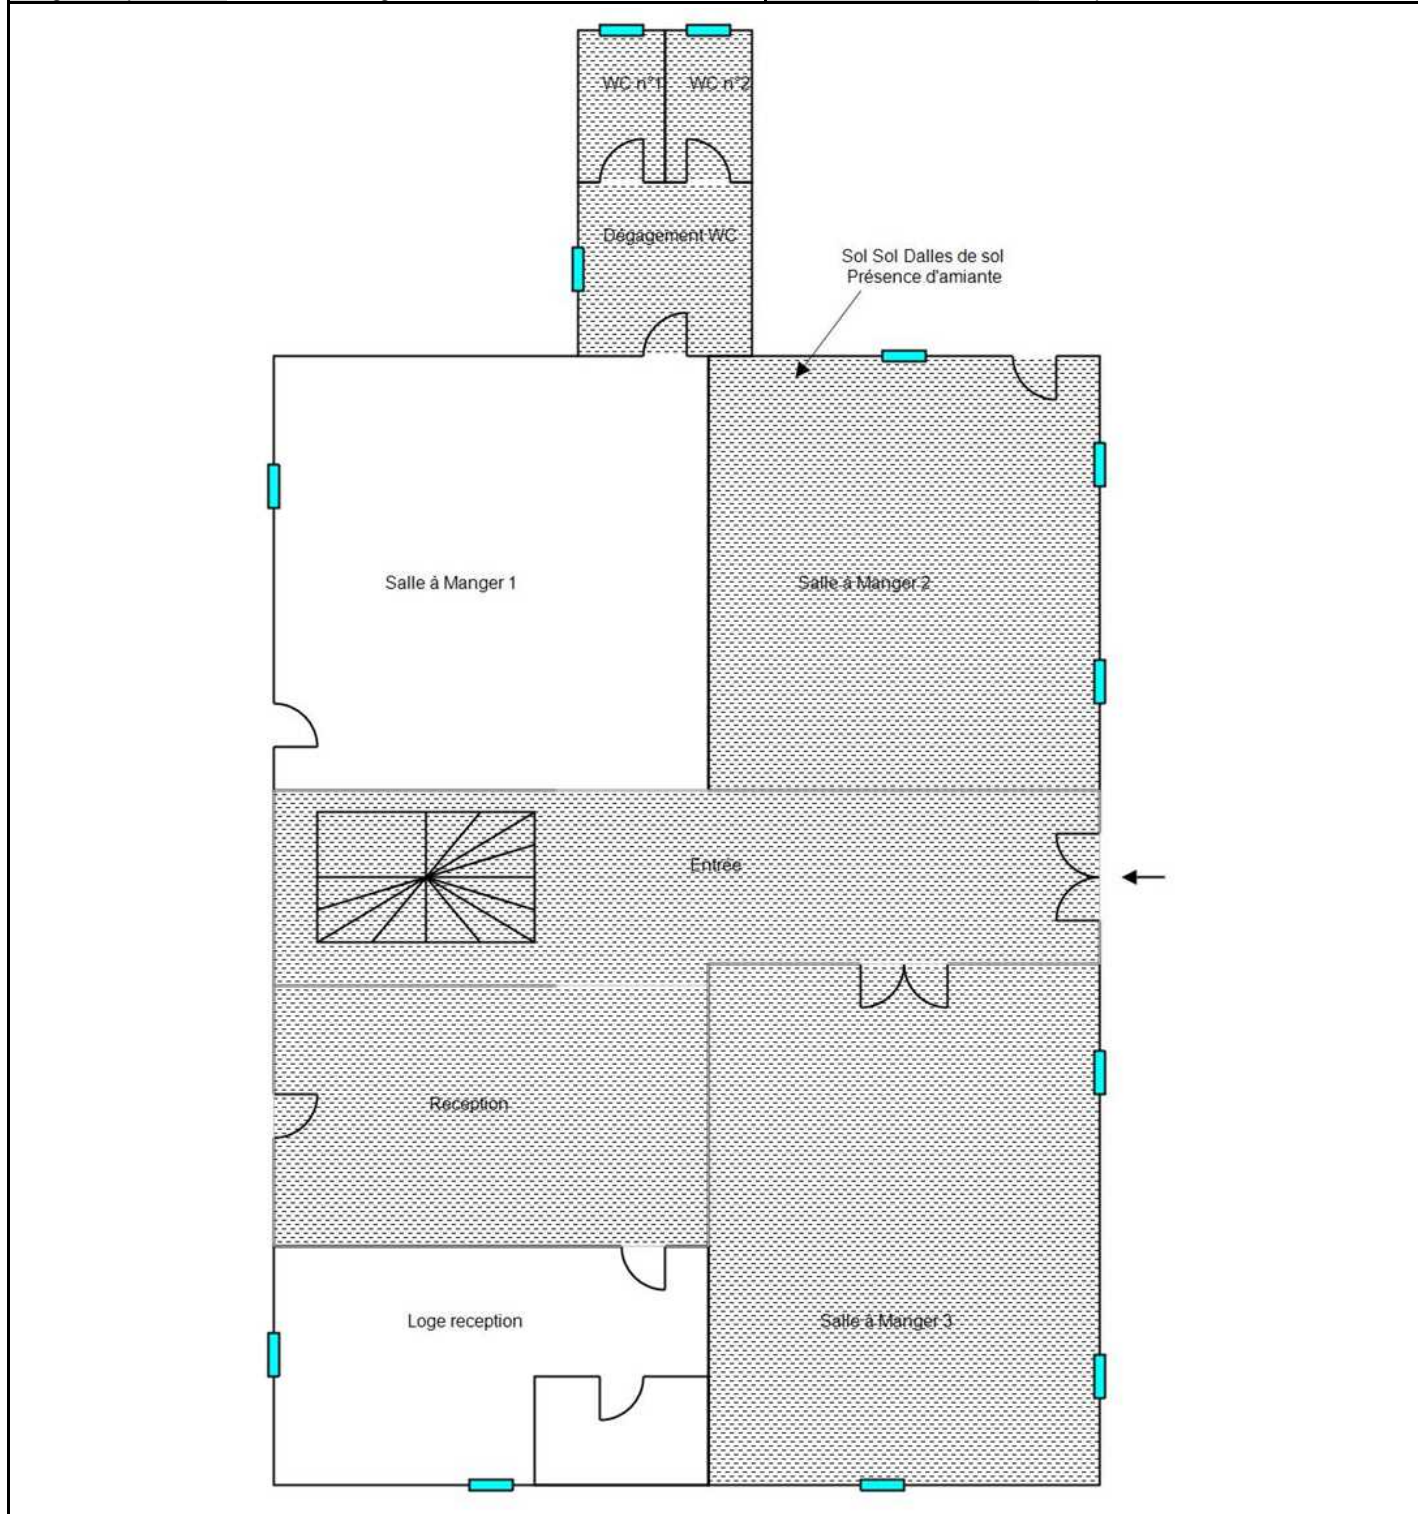 WC n°1 WC n°2
Dégagement WC
Sol Sol Dalles de sol
Présence d'amiante
Salle à Manger 1
Salle à Manger 2
Entrée
Reception
Loge reception
Salle à Manger 3